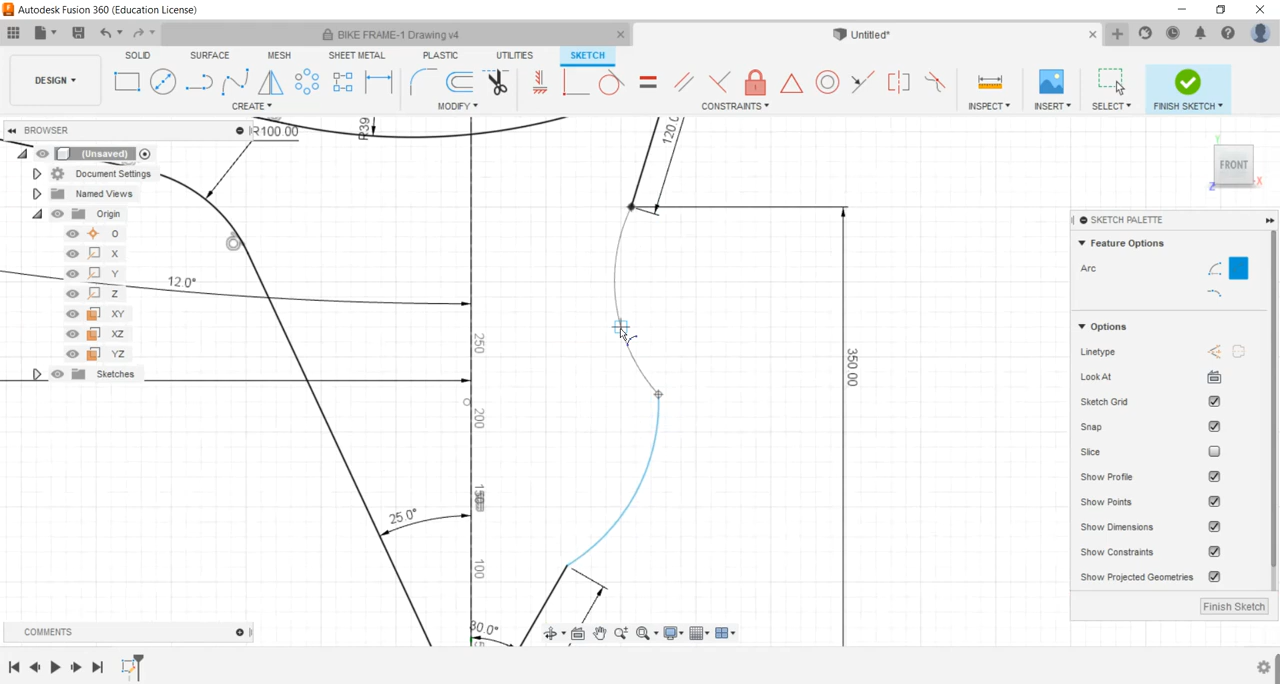 Autodesk Fusion 360 (Education License)
BIKE FRAME-1 Drawing v4
Untitled*
DESIGN
SOLID SURFACE MESH SHEET METAL PLASTIC UTILITIES SKETCH
CREATE MODIFY CONSTRAINTS INSPECT INSERT SELECT FINISH SKETCH
BROWSER
(Unsaved)
Document Settings
Named Views
Origin
O
X
Y
Z
XY
XZ
YZ
Sketches
R100.00
R39
120.0
12.0°
350.00
250
200
25.0°
100
30.0°
Y
FRONT
Z
X
SKETCH PALETTE
Feature Options
Arc
Options
Linetype
Look At
Sketch Grid
Snap
Slice
Show Profile
Show Points
Show Dimensions
Show Constraints
Show Projected Geometries
Finish Sketch
COMMENTS